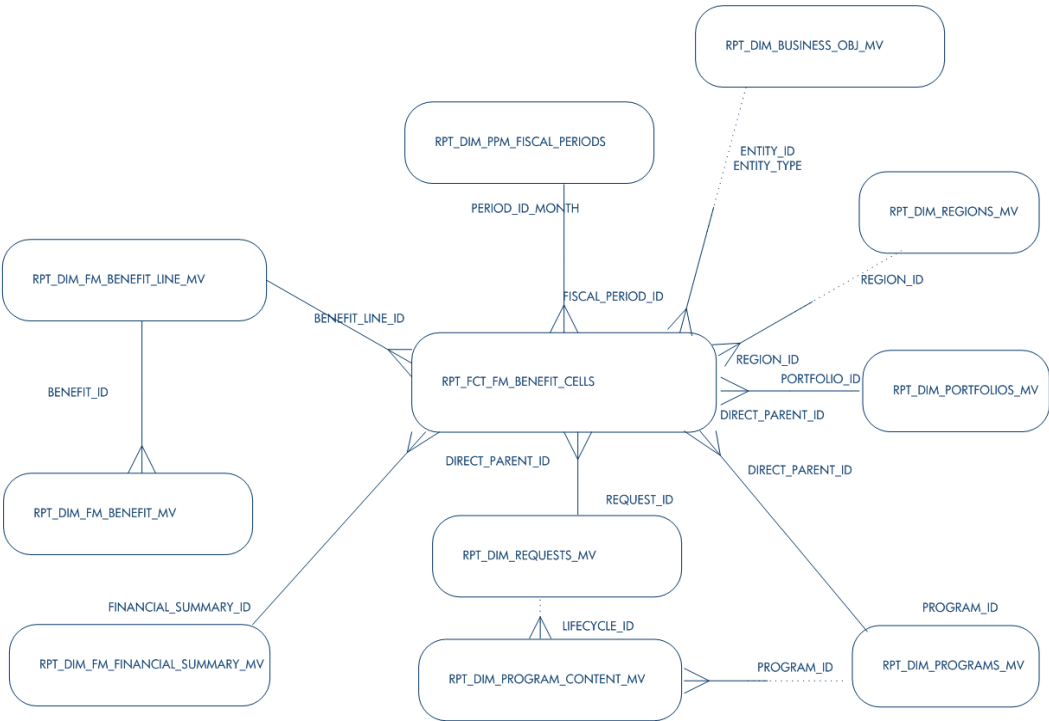 RPT_DIM_BUSINESS_OBJ_MV
RPT_DIM_PPM_FISCAL_PERIODS
ENTITY_ID
ENTITY_TYPE
PERIOD_ID_MONTH
RPT_DIM_REGIONS_MV
RPT_DIM_FM_BENEFIT_LINE_MV
REGION_ID
FISCAL_PERIOD_ID
BENEFIT_LINE_ID
REGION_ID
RPT_FCT_FM_BENEFIT_CELLS
PORTFOLIO_ID
RPT_DIM_PORTFOLIOS_MV
BENEFIT_ID
DIRECT_PARENT_ID
DIRECT_PARENT_ID
DIRECT_PARENT_ID
REQUEST_ID
RPT_DIM_FM_BENEFIT_MV
RPT_DIM_REQUESTS_MV
FINANCIAL_SUMMARY_ID
PROGRAM_ID
LIFECYCLE_ID
RPT_DIM_FM_FINANCIAL_SUMMARY_MV
PROGRAM_ID
RPT_DIM_PROGRAMS_MV
RPT_DIM_PROGRAM_CONTENT_MV